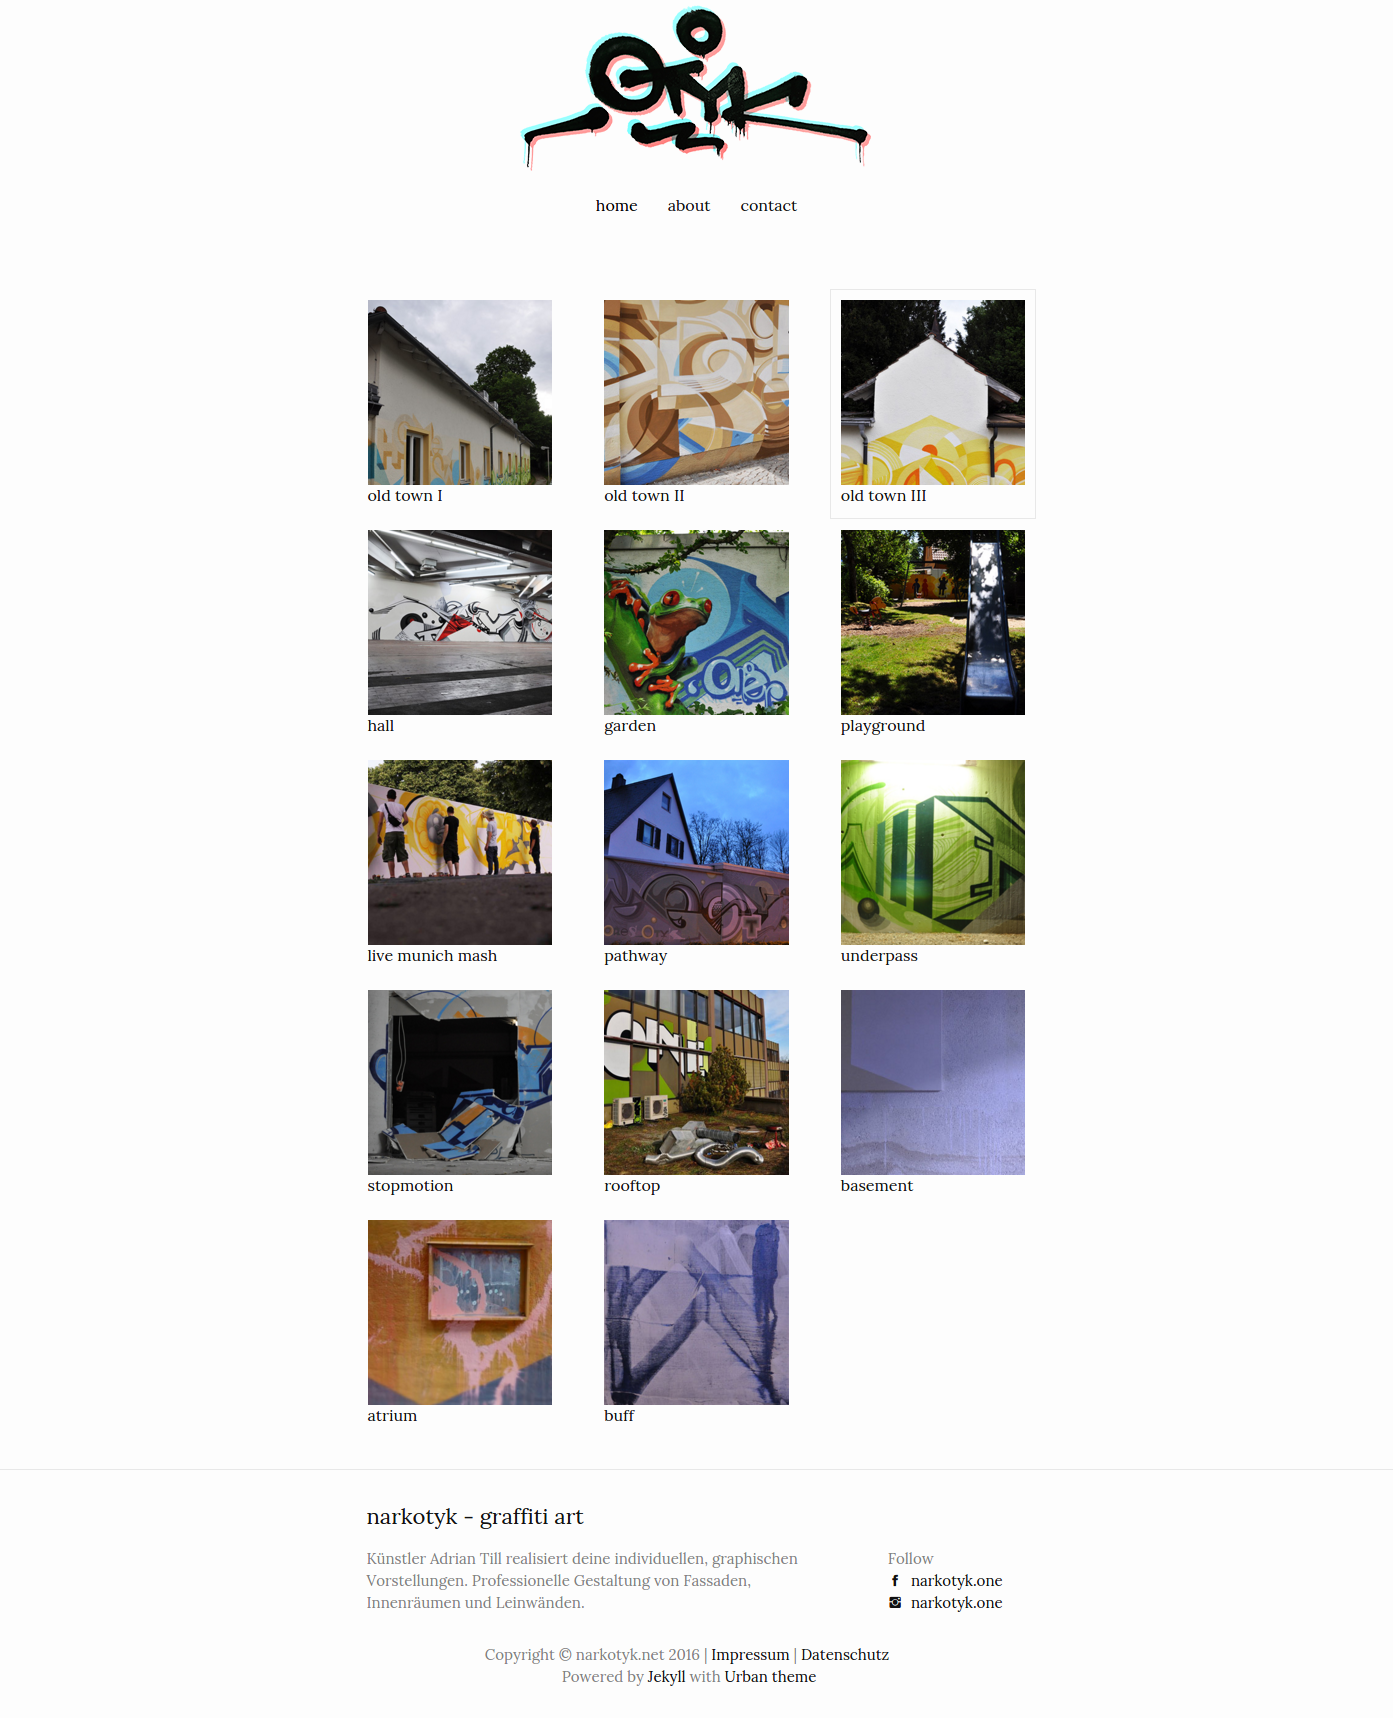 home about contact
old town I
old town II
old town III
hall
garden
playground
live munich mash
pathway
underpass
stopmotion
rooftop
basement
atrium
buff
narkotyk - graffiti art
Künstler Adrian Till realisiert deine individuellen, graphischen
Vorstellungen. Professionelle Gestaltung von Fassaden,
Innenräumen und Leinwänden.
Follow
narkotyk.one
narkotyk.one
Copyright © narkotyk.net 2016 | Impressum | Datenschutz
Powered by Jekyll with Urban theme